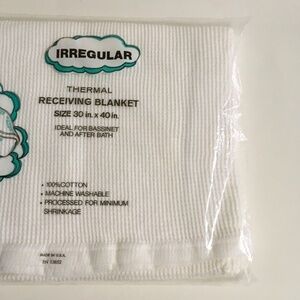 IRREGULAR
THERMAL
RECEIVING BLANKET
SIZE 30 in. x 40 in.
IDEAL FOR BASSINET
AND AFTER BATH
• 100% COTTON
• MACHINE WASHABLE
• PROCESSED FOR MINIMUM
SHRINKAGE
MADE IN U.S.A.